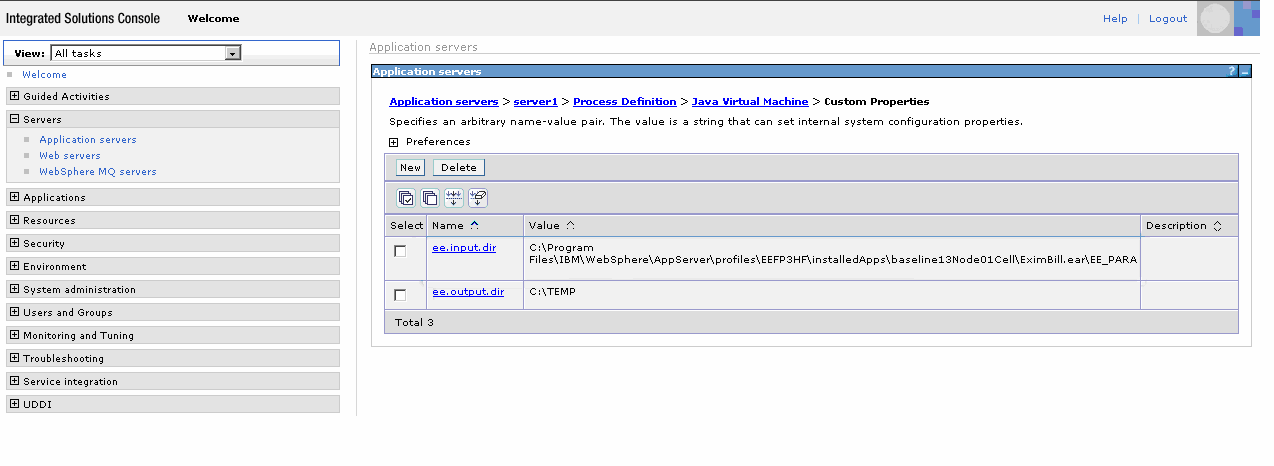 Integrated Solutions Console Welcome Help | Logout
View: All tasks
Welcome
Guided Activities
Servers
Application servers
Web servers
WebSphere MQ servers
Applications
Resources
Security
Environment
System administration
Users and Groups
Monitoring and Tuning
Troubleshooting
Service integration
UDDI
Application servers
Application servers ? _
Application servers > server1 > Process Definition > Java Virtual Machine > Custom Properties
Specifies an arbitrary name-value pair. The value is a string that can set internal system configuration properties.
Preferences
New Delete
Select Name Value Description
ee.input.dir C:\Program
Files\IBM\WebSphere\AppServer\profiles\EEFP3HF\installedApps\baseline13Node01Cell\EximBill.ear\EE_PARA
ee.output.dir C:\TEMP
Total 3